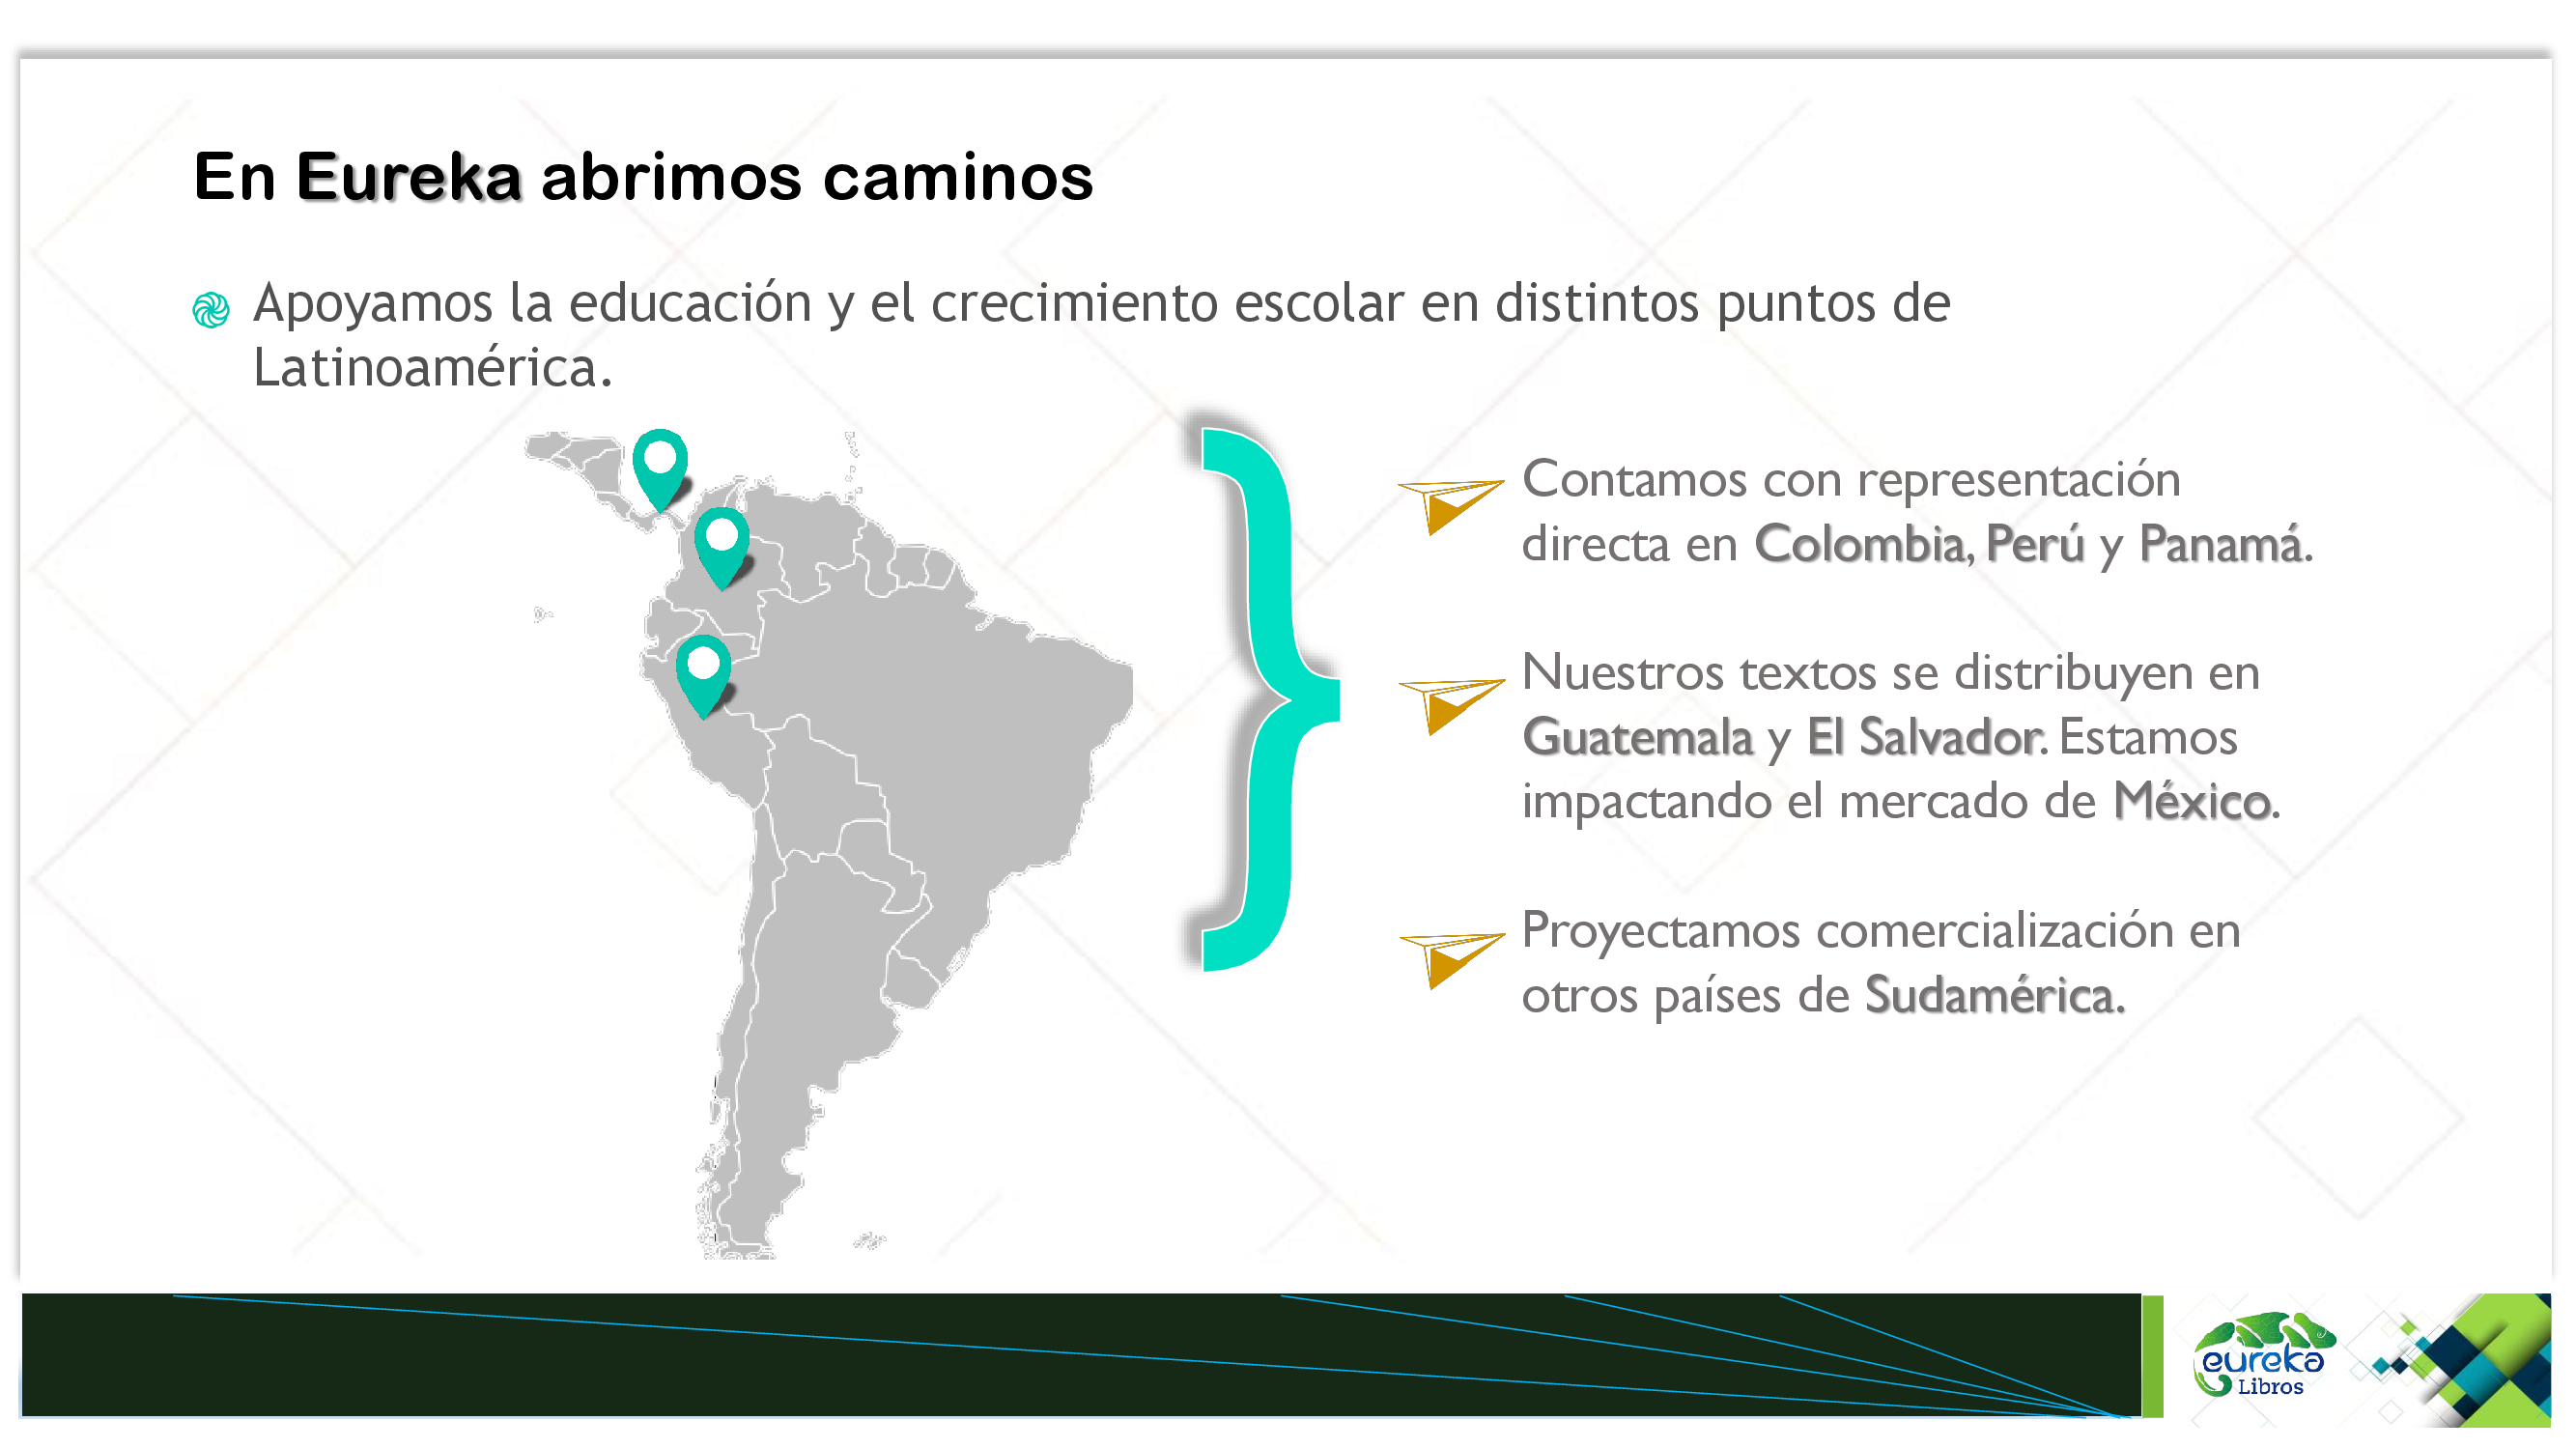 En Eureka abrimos caminos
Apoyamos la educación y el crecimiento escolar en distintos puntos de
Latinoamérica.
Contamos con representación
directa en Colombia, Perú y Panamá.
Nuestros textos se distribuyen en
Guatemala y El Salvador. Estamos
impactando el mercado de México.
Proyectamos comercialización en
otros países de Sudamérica.
eureka
Libros